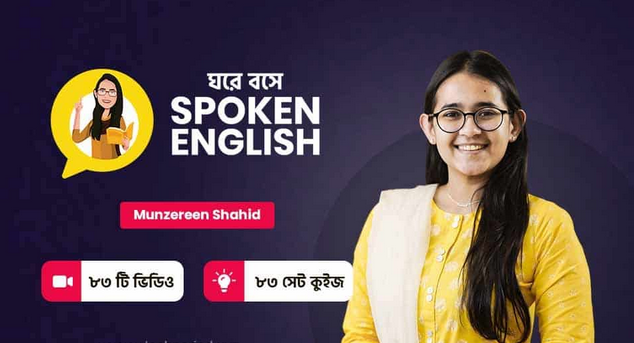 ঘরে বসে
SPOKEN
ENGLISH
Munzereen Shahid
৮৩ টি ভিডিও
৮৩ সেট কুইজ